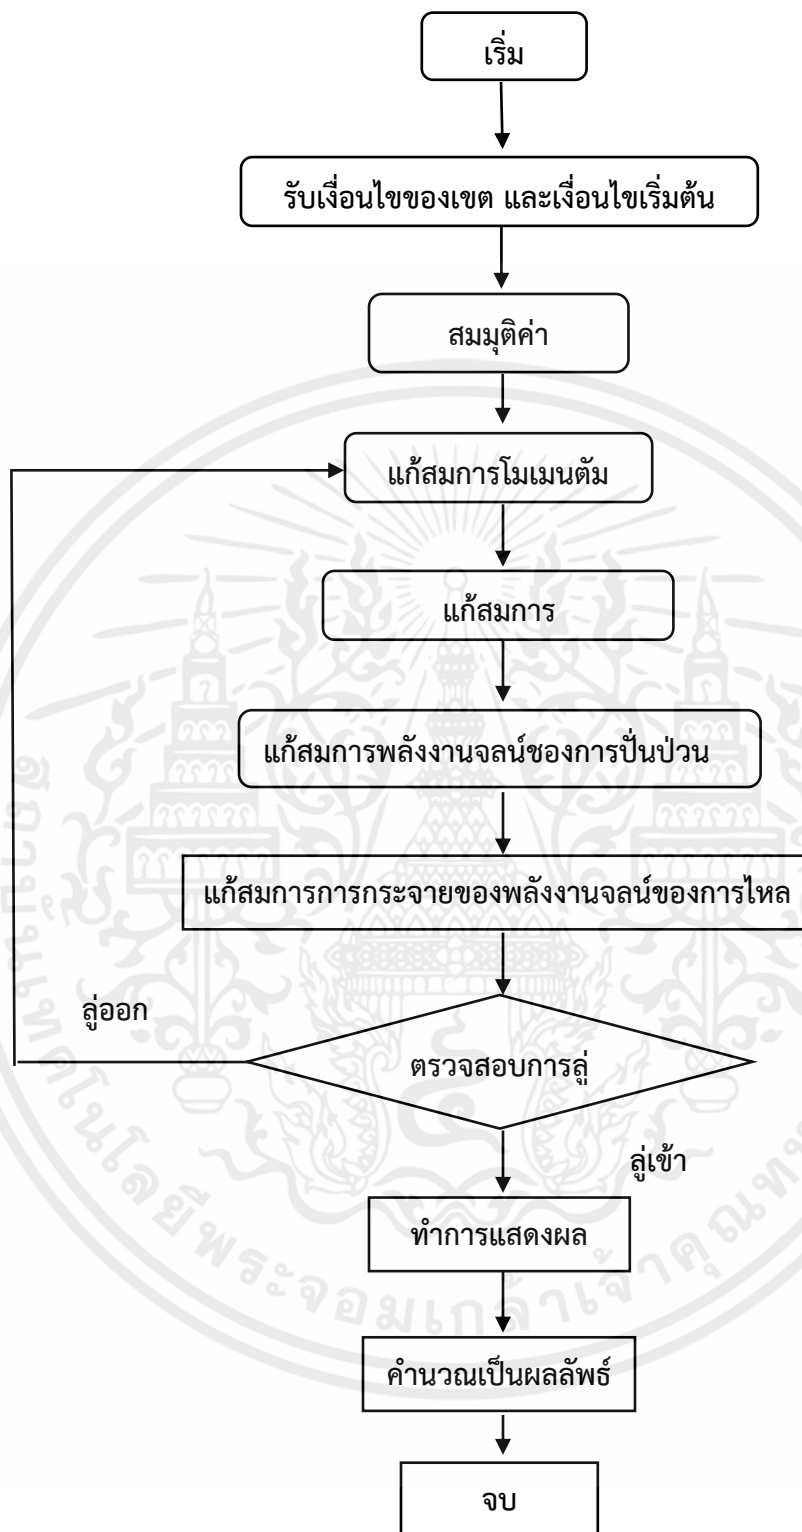 เริ่ม
รับเงื่อนไขของเขต และเงื่อนไขเริ่มต้น
สมมุติค่า
แก้สมการโมเมนตัม
แก้สมการ
แก้สมการพลังงานจลน์ชองการปั่นป่วน
แก้สมการการกระจายของพลังงานจลน์ของการไหล
ลู่ออก
ตรวจสอบการลู่
ลู่เข้า
ทำการแสดงผล
คำนวณเป็นผลลัพธ์
จบ